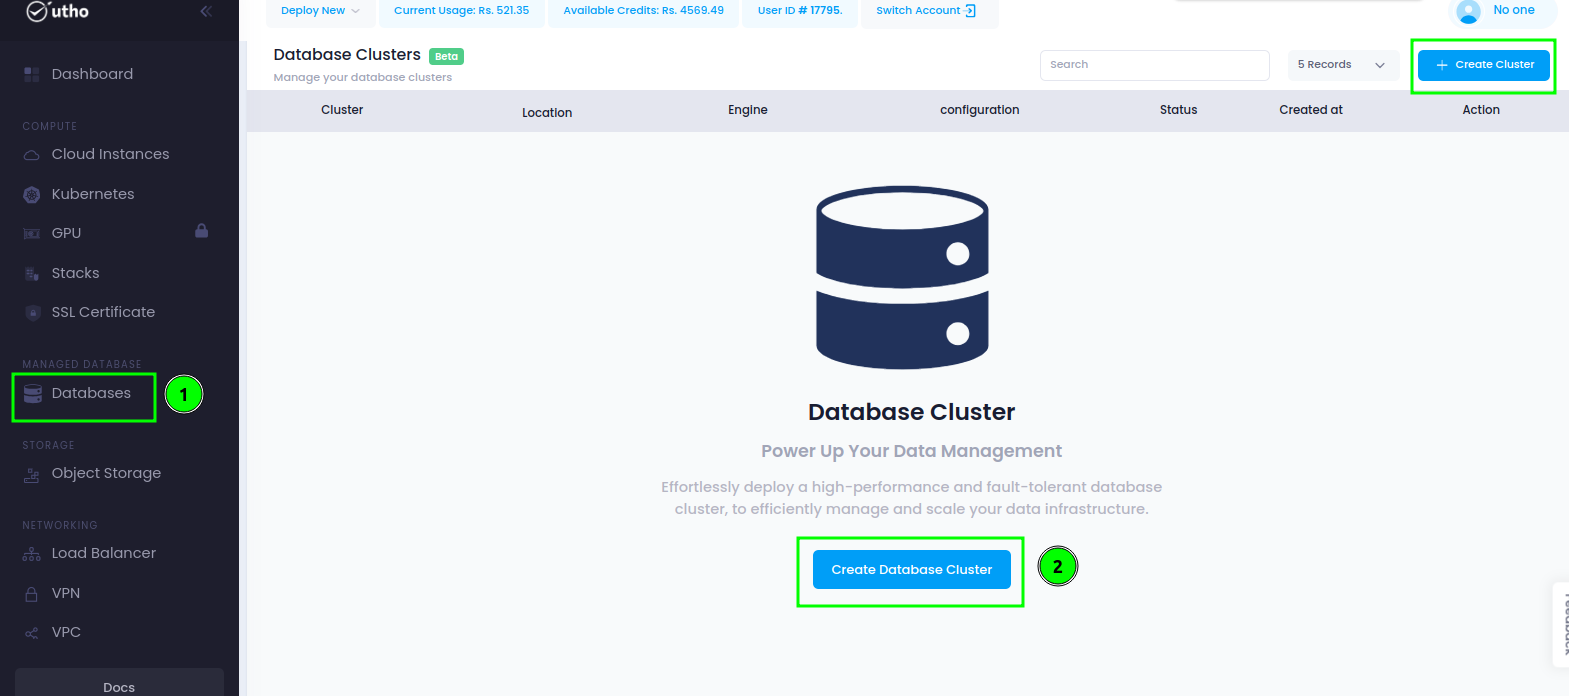 utho
Deploy New
Current Usage: Rs. 521.35
Available Credits: Rs. 4569.49
User ID # 17795.
Switch Account
No one
Dashboard
COMPUTE
Cloud Instances
Kubernetes
GPU
Stacks
SSL Certificate
MANAGED DATABASE
Databases
1
STORAGE
Object Storage
NETWORKING
Load Balancer
VPN
VPC
Docs
Database Clusters Beta
Manage your database clusters
Search
5 Records
Create Cluster
Cluster Location Engine configuration Status Created at Action
Database Cluster
Power Up Your Data Management
Effortlessly deploy a high-performance and fault-tolerant database
cluster, to efficiently manage and scale your data infrastructure.
Create Database Cluster
2
Feedback